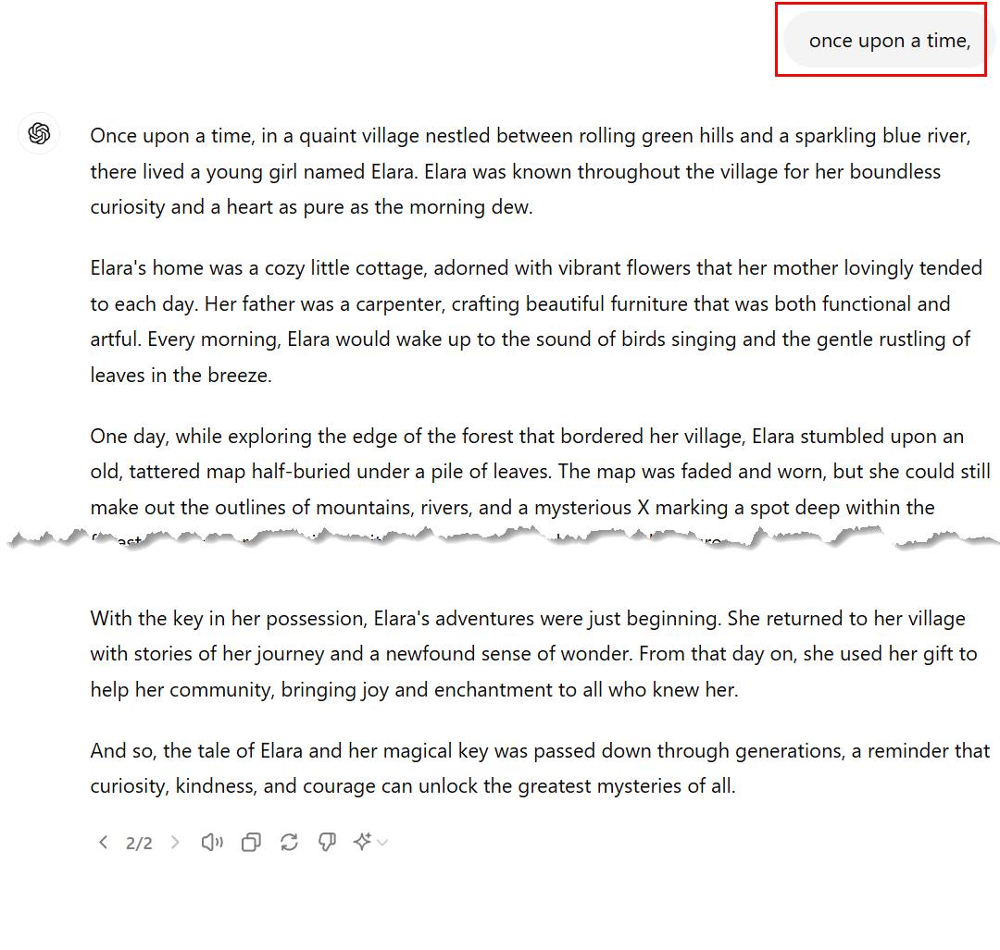 once upon a time,
Once upon a time, in a quaint village nestled between rolling green hills and a sparkling blue river,
there lived a young girl named Elara. Elara was known throughout the village for her boundless
curiosity and a heart as pure as the morning dew.
Elara's home was a cozy little cottage, adorned with vibrant flowers that her mother lovingly tended
to each day. Her father was a carpenter, crafting beautiful furniture that was both functional and
artful. Every morning, Elara would wake up to the sound of birds singing and the gentle rustling of
leaves in the breeze.
One day, while exploring the edge of the forest that bordered her village, Elara stumbled upon an
old, tattered map half-buried under a pile of leaves. The map was faded and worn, but she could still
make out the outlines of mountains, rivers, and a mysterious X marking a spot deep within the
With the key in her possession, Elara's adventures were just beginning. She returned to her village
with stories of her journey and a newfound sense of wonder. From that day on, she used her gift to
help her community, bringing joy and enchantment to all who knew her.
And so, the tale of Elara and her magical key was passed down through generations, a reminder that
curiosity, kindness, and courage can unlock the greatest mysteries of all.
2/2